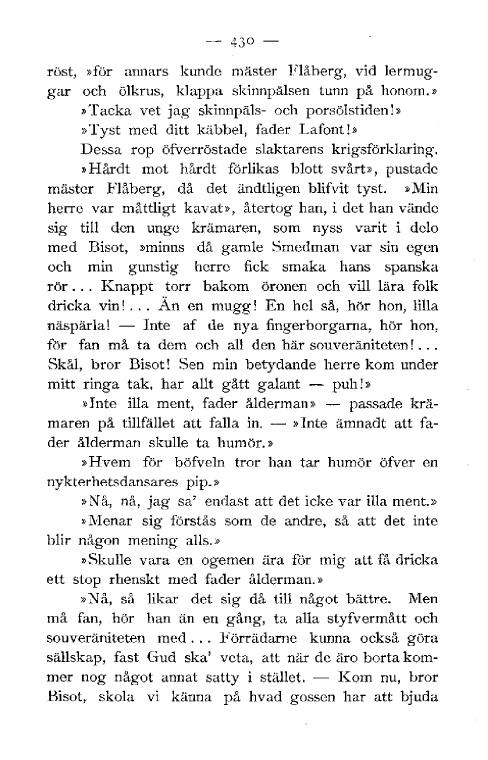 — 430 —
röst, »för annars kunde mäster Flåberg, vid lermug-
gar och ölkrus, klappa skinnpälsen tunn på honom.»
»Tacka vet jag skinnpäls- och porsölstiden!»
»Tyst med ditt käbbel, fader Lafont!»
Dessa rop öfverröstade slaktarens krigsförklaring.
»Hårdt mot hårdt förlikas blott svårt», pustade
mäster Flåberg, då det ändtligen blifvit tyst. »Min
herre var måttligt kavat», återtog han, i det han vände
sig till den unge krämaren, som nyss varit i delo
med Bisot, »minns då gamle Smedman var sin egen
och min gunstig herre fick smaka hans spanska
rör... Knappt torr bakom öronen och vill lära folk
dricka vin!... Än en mugg! En hel så, hör hon, lilla
näspärla! — Inte af de nya fingerborgarna, hör hon,
för fan må ta dem och all den här souveräniteten!...
Skål, bror Bisot! Sen min betydande herre kom under
mitt ringa tak, har allt gått galant — puh!»
»Inte illa ment, fader ålderman» — passade krä-
maren på tillfället att falla in. — »Inte ämnadt att fa-
der ålderman skulle ta humör.»
»Hvem för böfveln tror han tar humör öfver en
nykterhetsdansares pip.»
»Nå, nå, jag sa' endast att det icke var illa ment.»
»Menar sig förstås som de andre, så att det inte
blir någon mening alls.»
»Skulle vara en ogemen ära för mig att få dricka
ett stop rhenskt med fader ålderman.»
»Nå, så likar det sig då till något bättre. Men
må fan, hör han än en gång, ta alla styfvermått och
souveräniteten med... Förrädarne kunna också göra
sällskap, fast Gud ska' veta, att när de äro borta kom-
mer nog något annat satty i stället. — Kom nu, bror
Bisot, skola vi känna på hvad gossen har att bjuda